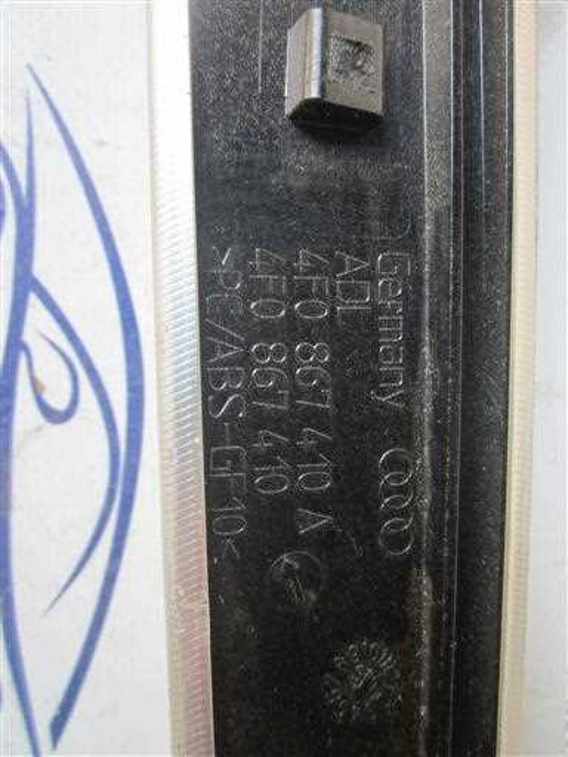 Germany
ADL
4F0 867 410 A
4F0 867 410
>PC/ABS-GF10<